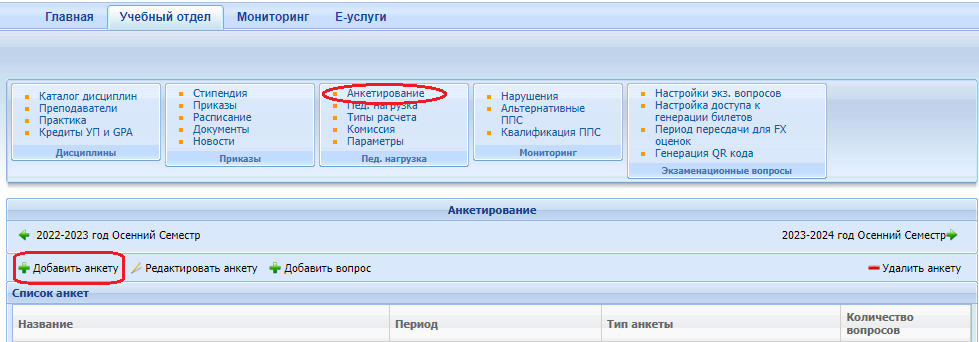 Главная Учебный отдел Мониторинг Е-услуги
Каталог дисциплин
Преподаватели
Практика
Кредиты УП и GPA
Дисциплины
Стипендия
Приказы
Расписание
Документы
Новости
Приказы
Анкетирование
Пед. нагрузка
Типы расчета
Комиссия
Параметры
Пед. нагрузка
Нарушения
Альтернативные
ППС
Квалификация ППС
Мониторинг
Настройки экз. вопросов
Настройка доступа к
генерации билетов
Период пересдачи для FX
оценок
Генерация QR кода
Экзаменационные вопросы
Анкетирование
2022-2023 год Осенний Семестр 2023-2024 год Осенний Семестр
Добавить анкету Редактировать анкету Добавить вопрос Удалить анкету
Список анкет
Название Период Тип анкеты Количество
вопросов